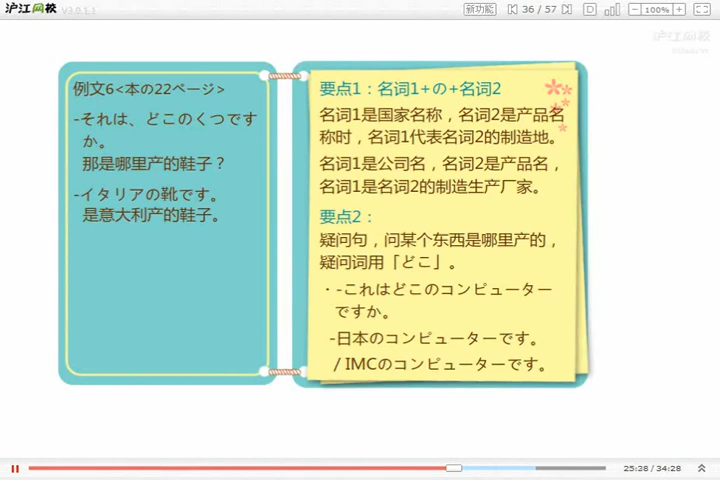 沪江网校 V3.0.1.1
新功能 36 / 57 D 100%
沪江网校
例文6<本の22ページ>
-それは、どこのくつです
か。
那是哪里产的鞋子？
-イタリアの靴です。
是意大利产的鞋子。
要点1：名词1+の+名词2
名词1是国家名称，名词2是产品名
称时，名词1代表名词2的制造地。
名词1是公司名，名词2是产品名，
名词1是名词2的制造生产厂家。
要点2：
疑问句，问某个东西是哪里产的，
疑问词用「どこ」。
・-これはどこのコンピューター
ですか。
-日本のコンピューターです。
/ IMCのコンピューターです。
25:28 / 34:28